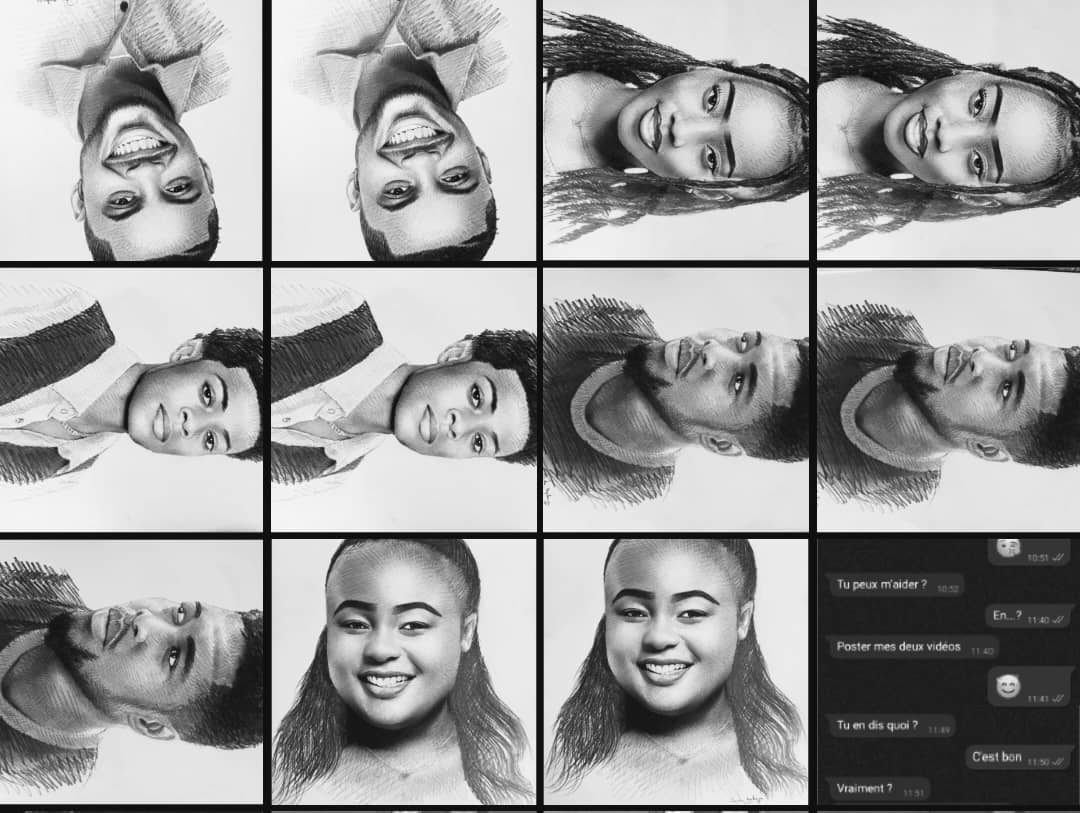 10:51
Tu peux m'aider ? 10:52
En...? 11:40
Poster mes deux vidéos 11:40
11:41
Tu en dis quoi ? 11:49
C'est bon 11:50
Vraiment ? 11:51